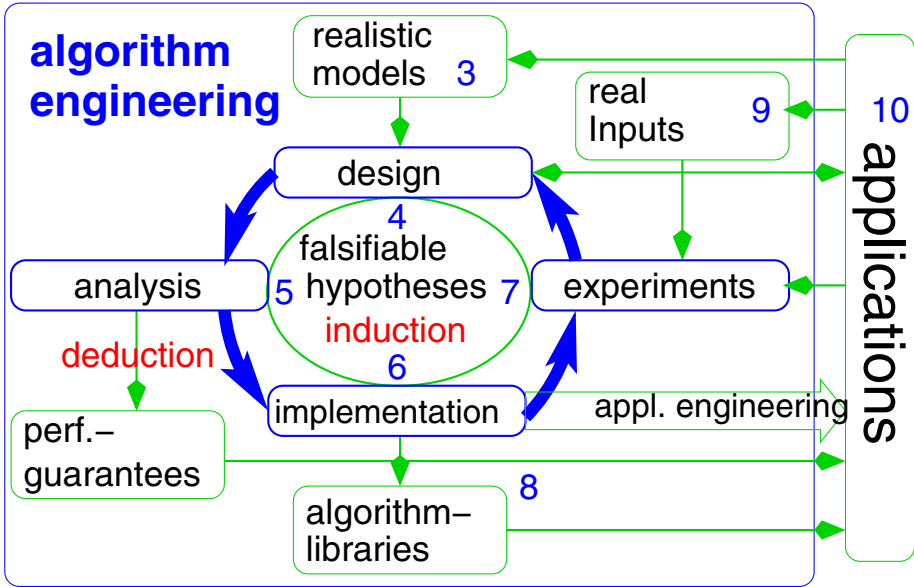 algorithm
engineering
realistic
models 3
real
Inputs 9
10
applications
design
4
falsifiable
hypotheses
induction
analysis
5
7
experiments
deduction
6
implementation
appl. engineering
perf.–
guarantees
8
algorithm–
libraries